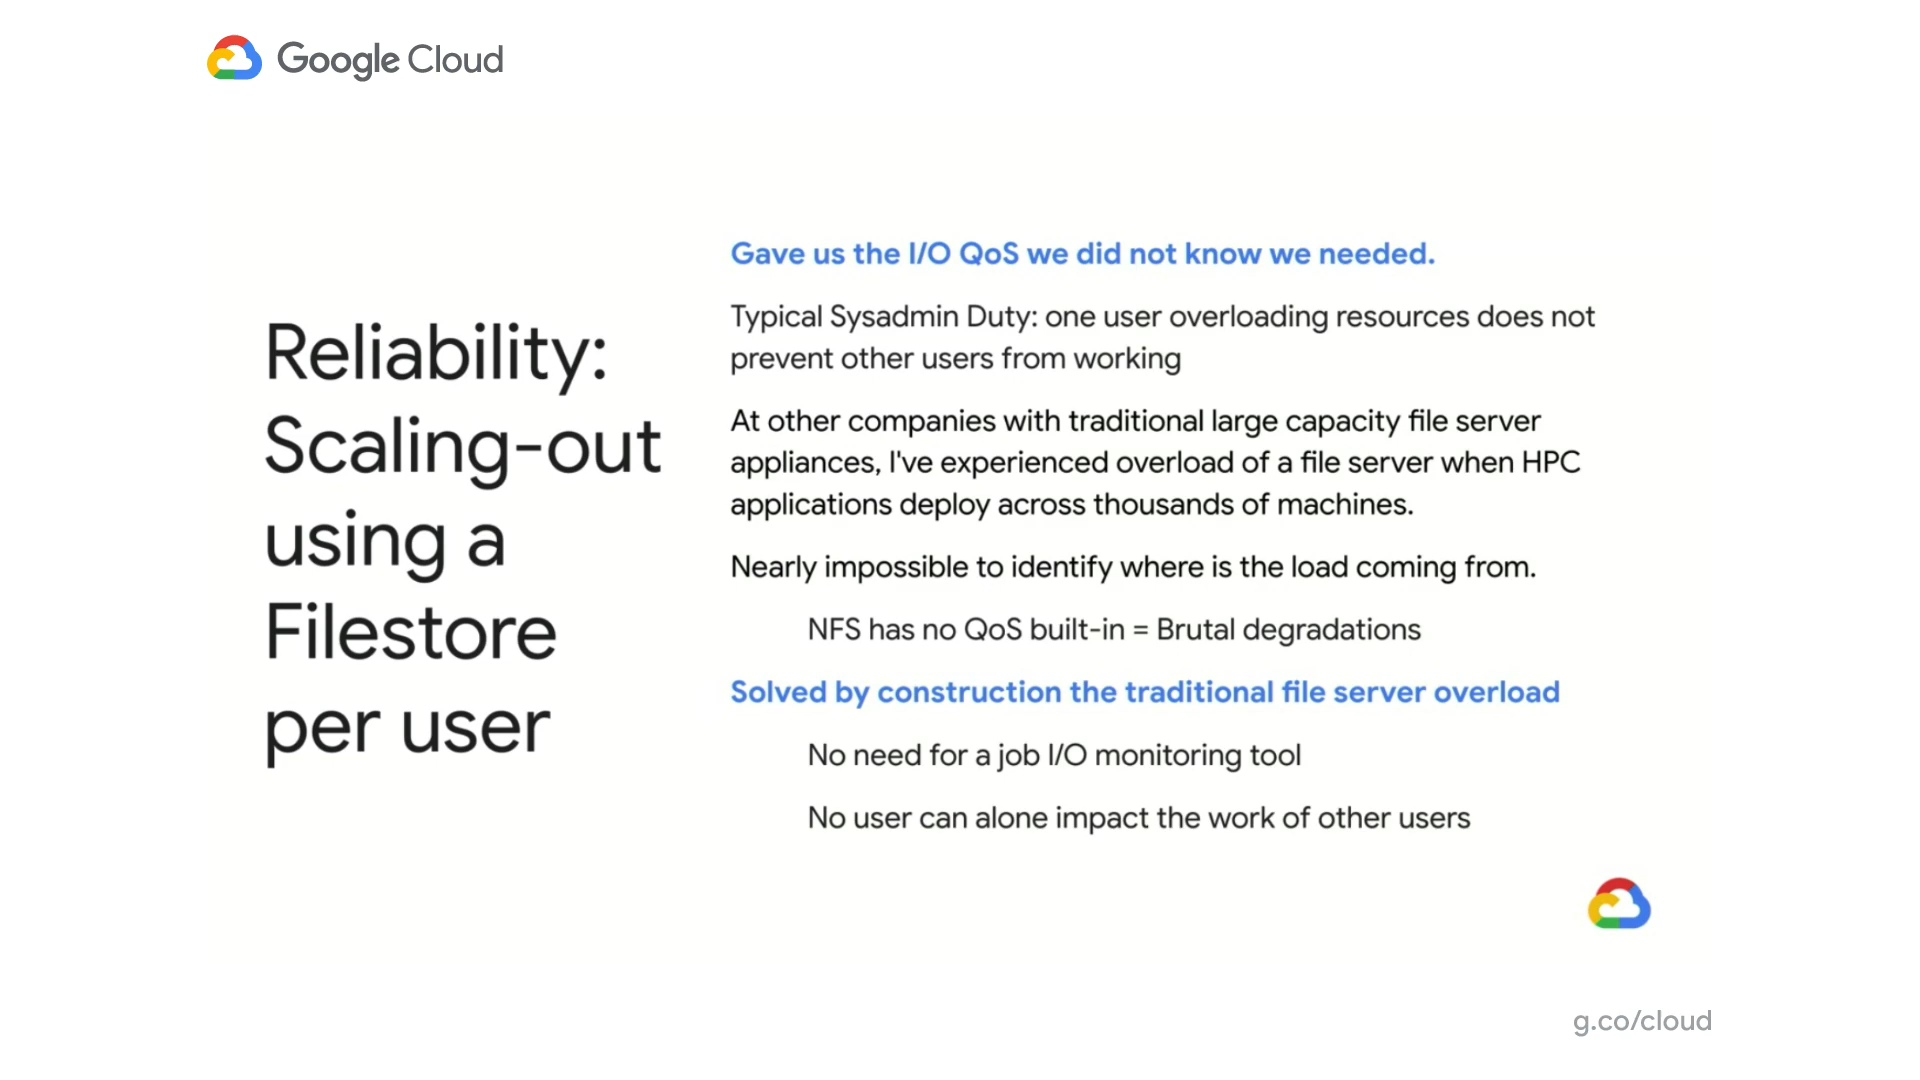 Google Cloud
Reliability:
Scaling-out
using a
Filestore
per user
Gave us the I/O QoS we did not know we needed.
Typical Sysadmin Duty: one user overloading resources does not
prevent other users from working
At other companies with traditional large capacity file server
appliances, I've experienced overload of a file server when HPC
applications deploy across thousands of machines.
Nearly impossible to identify where is the load coming from.
NFS has no QoS built-in = Brutal degradations
Solved by construction the traditional file server overload
No need for a job I/O monitoring tool
No user can alone impact the work of other users
g.co/cloud